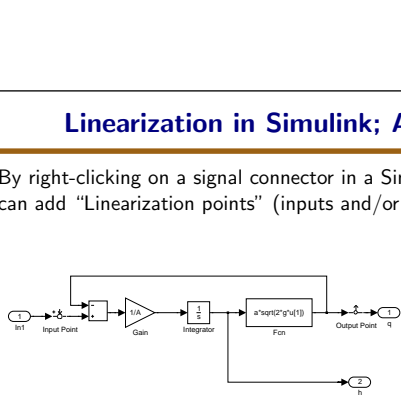 Linearization in Simulink; A
By right-clicking on a signal connector in a Si
can add “Linearization points” (inputs and/or
1
In1
Input Point
1/A
Gain
1
s
Integrator
a*sqrt(2*g*u[1])
Fcn
Output Point
1
q
2
h